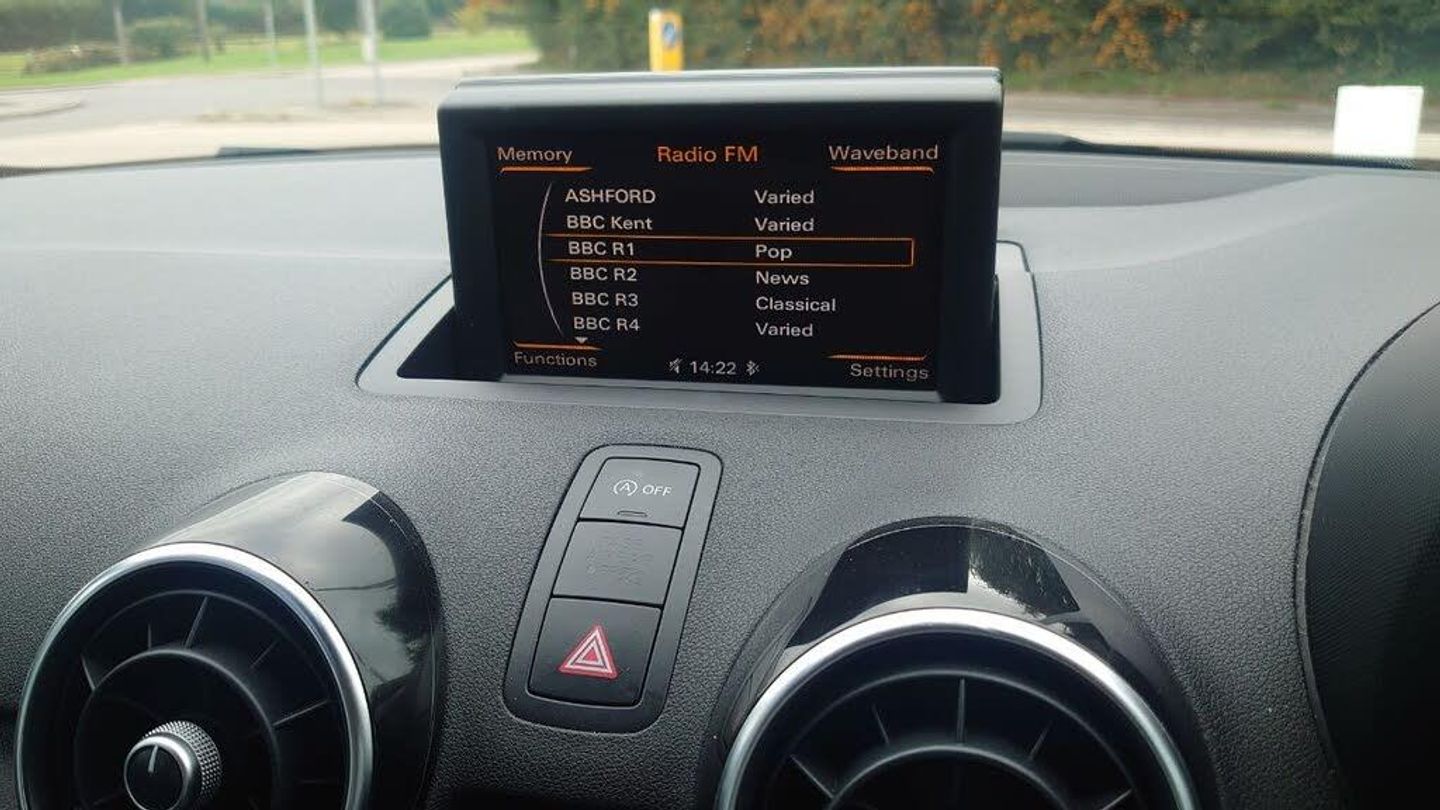 Memory Radio FM Waveband
ASHFORD Varied
BBC Kent Varied
BBC R1 Pop
BBC R2 News
BBC R3 Classical
BBC R4 Varied
Functions 14:22 Settings
A OFF